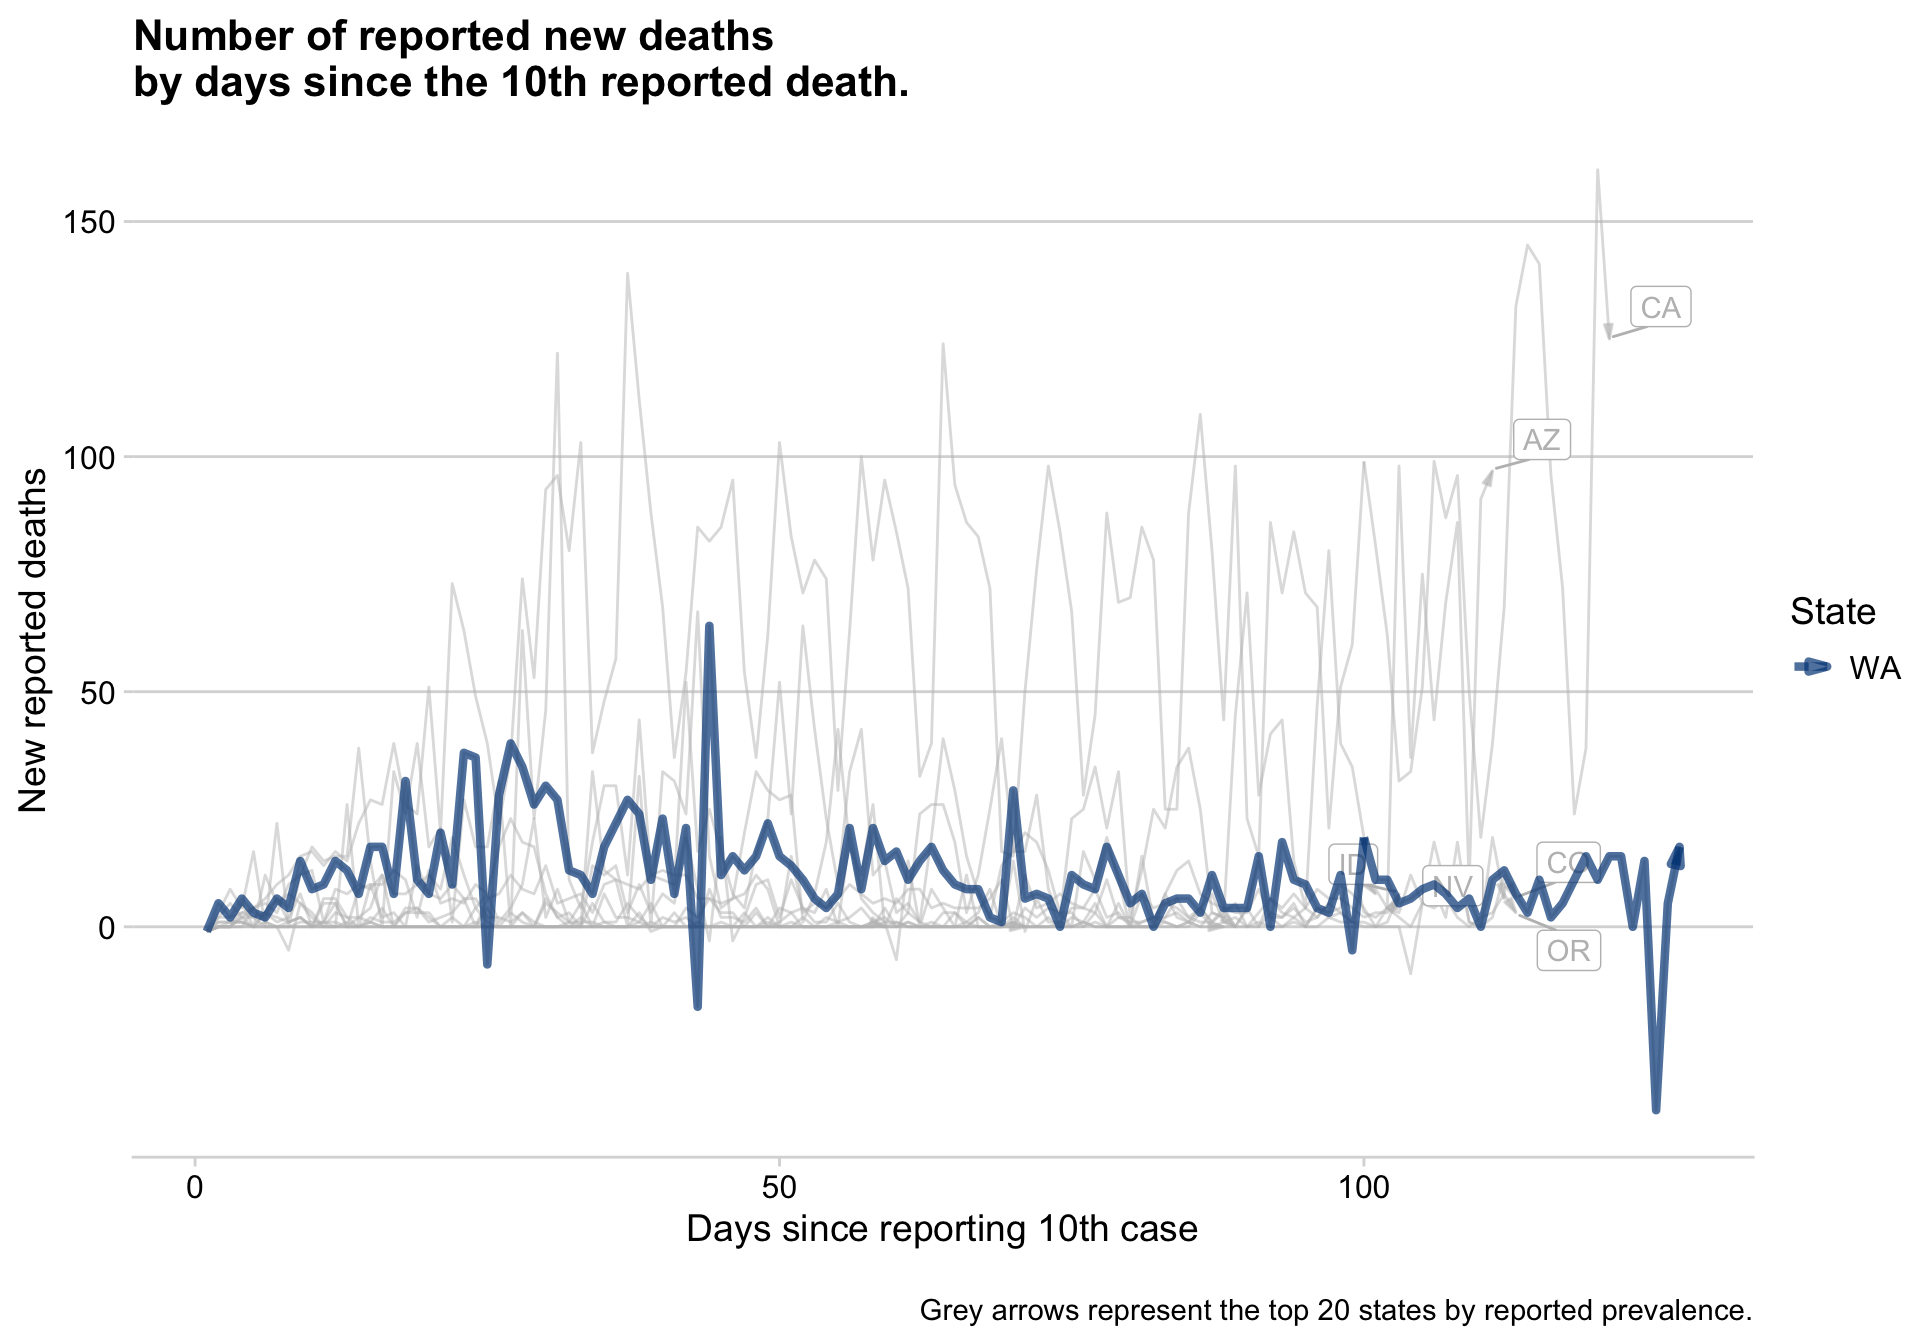 Number of reported new deaths
by days since the 10th reported death.
New reported deaths
150
100
50
0
CA
AZ
ID
NV
CO
OR
State
WA
0
50
100
Days since reporting 10th case
Grey arrows represent the top 20 states by reported prevalence.